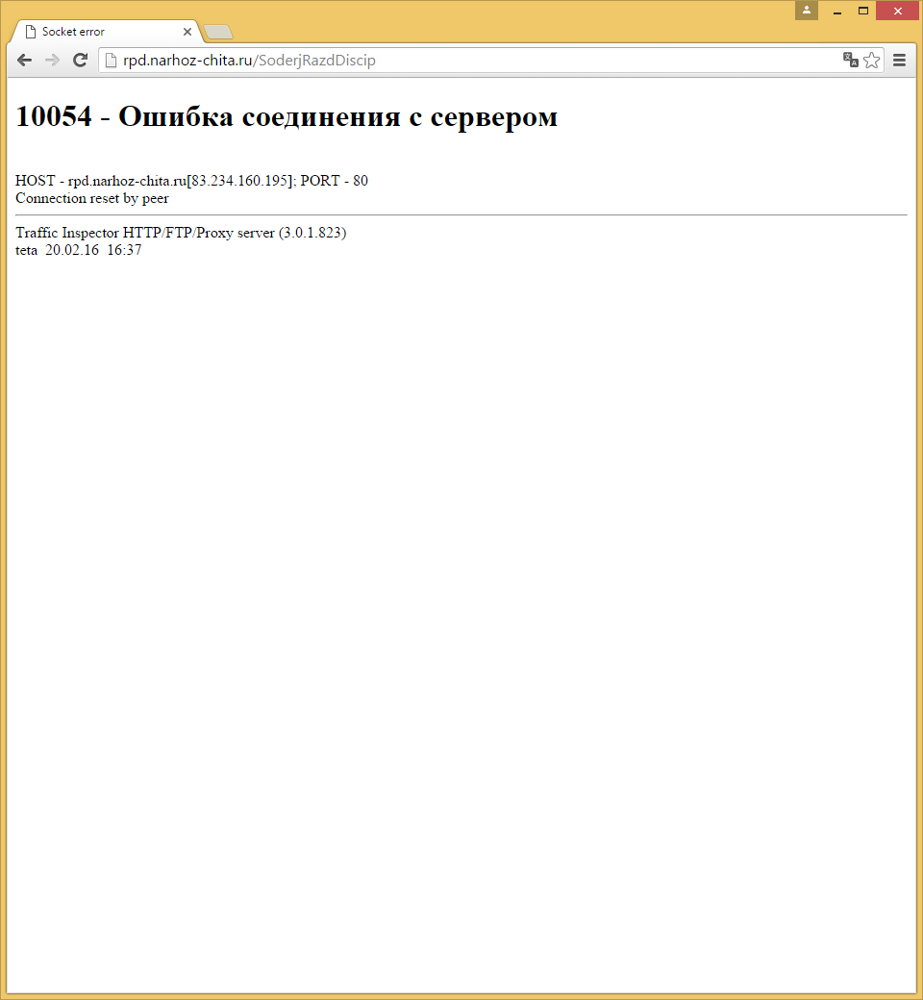 Socket error
rpd.narhoz-chita.ru/SoderjRazdDiscip
10054 - Ошибка соединения с сервером
HOST - rpd.narhoz-chita.ru[83.234.160.195]; PORT - 80
Connection reset by peer
Traffic Inspector HTTP/FTP/Proxy server (3.0.1.823)
teta 20.02.16 16:37